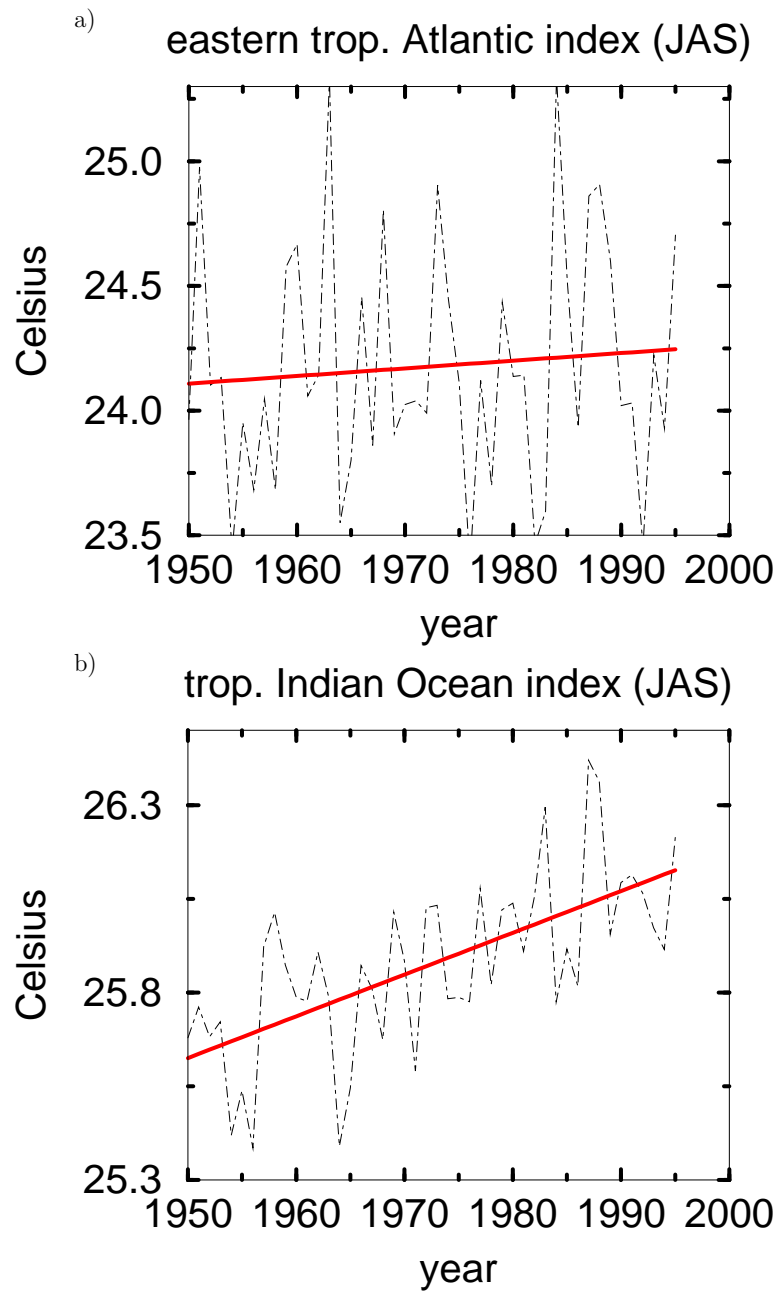 a)
eastern trop. Atlantic index (JAS)
25.0
24.5
24.0
23.5
Celsius
1950 1960 1970 1980 1990 2000
year
b)
trop. Indian Ocean index (JAS)
26.3
25.8
25.3
Celsius
1950 1960 1970 1980 1990 2000
year